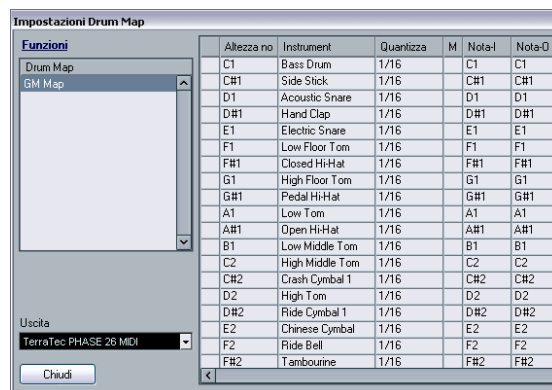 Impostazioni Drum Map
Funzioni
Drum Map
GM Map
Uscita
TerraTec PHASE 26 MIDI
Chiudi
Altezza no Instrument Quantizza M Nota-I Nota-O
C1 Bass Drum 1/16 C1 C1
C#1 Side Stick 1/16 C#1 C#1
D1 Acoustic Snare 1/16 D1 D1
D#1 Hand Clap 1/16 D#1 D#1
E1 Electric Snare 1/16 E1 E1
F1 Low Floor Tom 1/16 F1 F1
F#1 Closed Hi-Hat 1/16 F#1 F#1
G1 High Floor Tom 1/16 G1 G1
G#1 Pedal Hi-Hat 1/16 G#1 G#1
A1 Low Tom 1/16 A1 A1
A#1 Open Hi-Hat 1/16 A#1 A#1
B1 Low Middle Tom 1/16 B1 B1
C2 High Middle Tom 1/16 C2 C2
C#2 Crash Cymbal 1 1/16 C#2 C#2
D2 High Tom 1/16 D2 D2
D#2 Ride Cymbal 1 1/16 D#2 D#2
E2 Chinese Cymbal 1/16 E2 E2
F2 Ride Bell 1/16 F2 F2
F#2 Tambourine 1/16 F#2 F#2